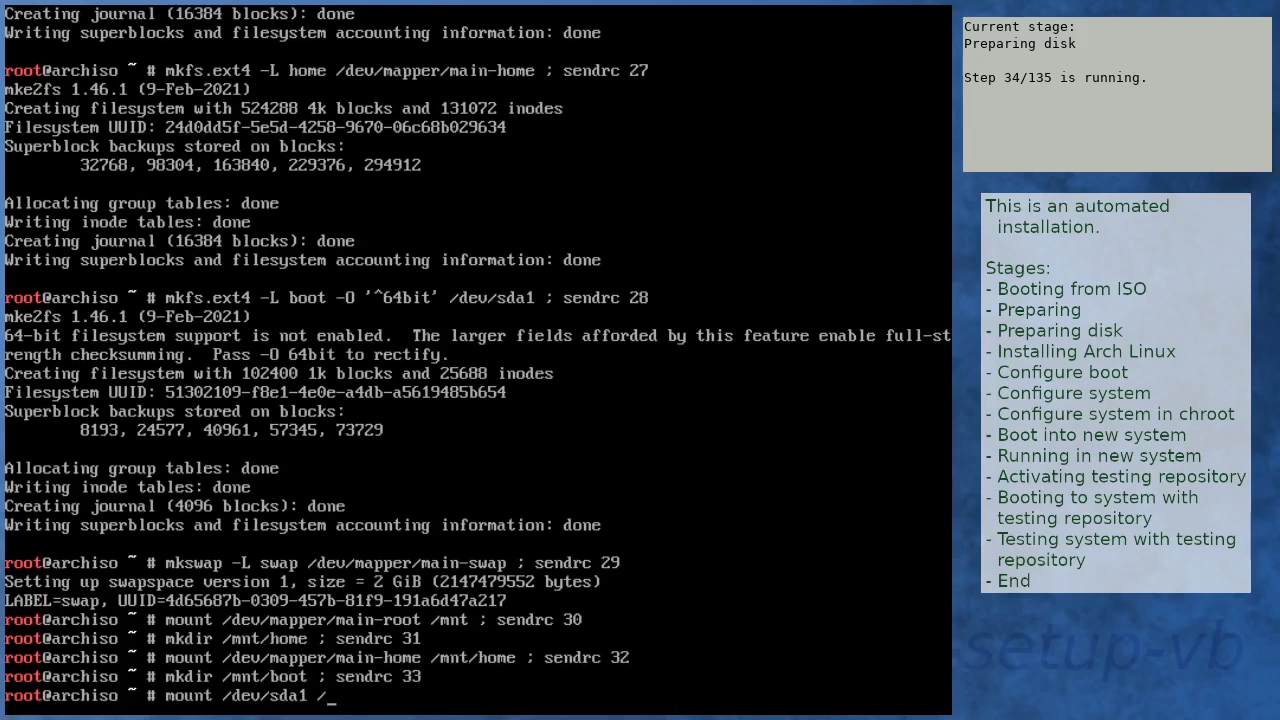 Creating journal (16384 blocks): done
Writing superblocks and filesystem accounting information: done
root@archiso ~ # mkfs.ext4 -L home /dev/mapper/main-home ; sendrc 27
mke2fs 1.46.1 (9-Feb-2021)
Creating filesystem with 524288 4k blocks and 131072 inodes
Filesystem UUID: 24d0dd5f-5e5d-4258-9670-06c68b029634
Superblock backups stored on blocks:
32768, 98304, 163840, 229376, 294912
Allocating group tables: done
Writing inode tables: done
Creating journal (16384 blocks): done
Writing superblocks and filesystem accounting information: done
root@archiso ~ # mkfs.ext4 -L boot -O '^64bit' /dev/sda1 ; sendrc 28
mke2fs 1.46.1 (9-Feb-2021)
64-bit filesystem support is not enabled.  The larger fields afforded by this feature enable full-st
rength checksumming.  Pass -O 64bit to rectify.
Creating filesystem with 102400 1k blocks and 25688 inodes
Filesystem UUID: 51302109-f8e1-4e0e-a4db-a5619485b654
Superblock backups stored on blocks:
8193, 24577, 40961, 57345, 73729
Allocating group tables: done
Writing inode tables: done
Creating journal (4096 blocks): done
Writing superblocks and filesystem accounting information: done
root@archiso ~ # mkswap -L swap /dev/mapper/main-swap ; sendrc 29
Setting up swapspace version 1, size = 2 GiB (2147479552 bytes)
LABEL=swap, UUID=4d65687b-0309-457b-81f9-191a6d47a217
root@archiso ~ # mount /dev/mapper/main-root /mnt ; sendrc 30
root@archiso ~ # mkdir /mnt/home ; sendrc 31
root@archiso ~ # mount /dev/mapper/main-home /mnt/home ; sendrc 32
root@archiso ~ # mkdir /mnt/boot ; sendrc 33
root@archiso ~ # mount /dev/sda1 /_
Current stage:
Preparing disk
Step 34/135 is running.
This is an automated
installation.
Stages:
- Booting from ISO
- Preparing
- Preparing disk
- Installing Arch Linux
- Configure boot
- Configure system
- Configure system in chroot
- Boot into new system
- Running in new system
- Activating testing repository
- Booting to system with
testing repository
- Testing system with testing
repository
- End
-setup-vb